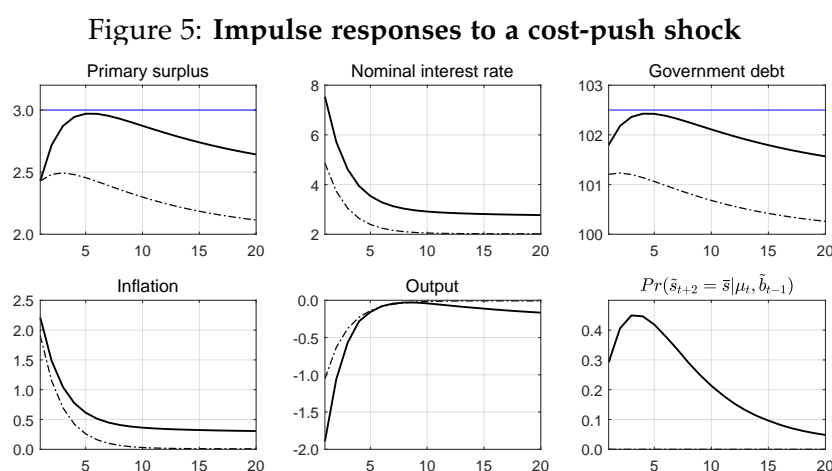 Figure 5: Impulse responses to a cost-push shock
Primary surplus
Nominal interest rate
Government debt
3.0
2.5
2.0
5 10 15 20
8
6
4
2
5 10 15 20
103
102
101
100
5 10 15 20
Inflation
Output
Pr(s̃_{t+2} = s̄|μ_t, b̃_{t−1})
2.5
2.0
1.5
1.0
0.5
0.0
5 10 15 20
0.0
-0.5
-1.0
-1.5
-2.0
5 10 15 20
0.4
0.3
0.2
0.1
0.0
5 10 15 20